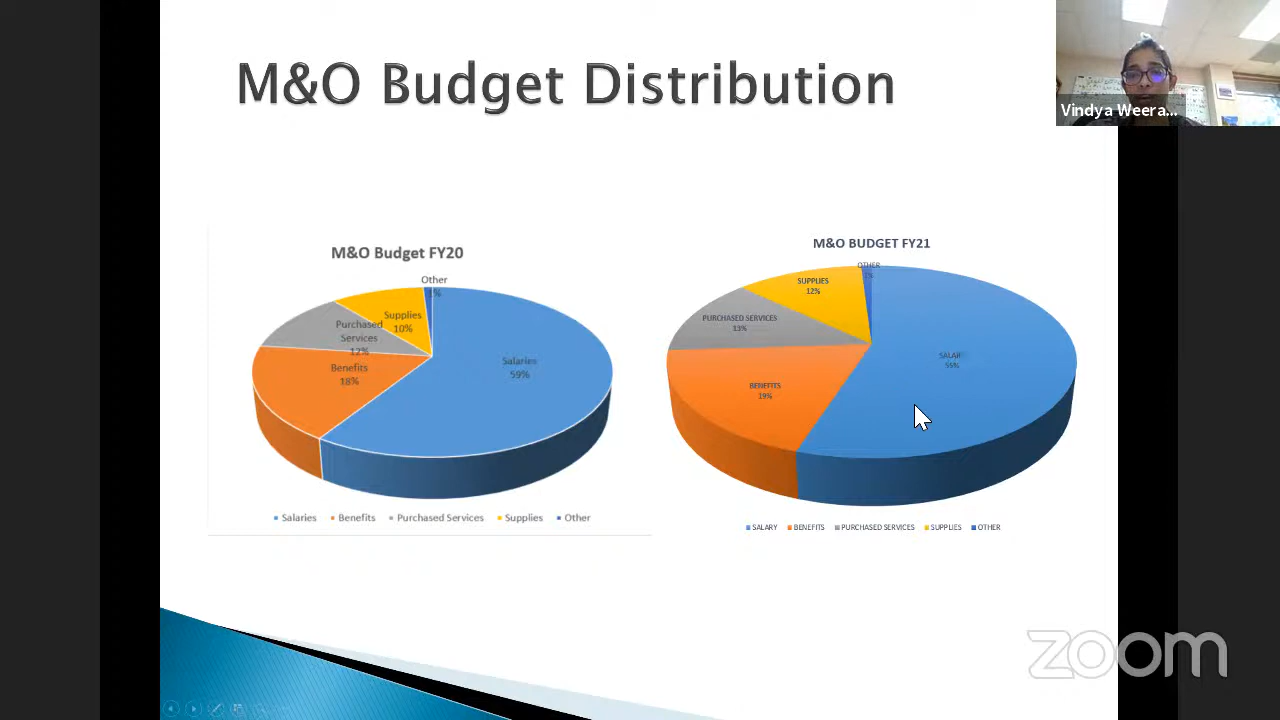 M&O Budget Distribution
Vindya Weera...
M&O Budget FY20
Other
1%
Supplies
10%
Purchased
Services
12%
Benefits
18%
Salaries
59%
Salaries Benefits Purchased Services Supplies Other
M&O BUDGET FY21
OTHER
SUPPLIES
12%
PURCHASED SERVICES
13%
BENEFITS
19%
SALARY
55%
SALARY BENEFITS PURCHASED SERVICES SUPPLIES OTHER
zoom